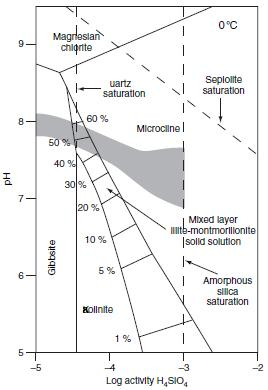 0°C
9
Magnesian
chlorite
uartz
saturation
Sepiolite
saturation
60 %
8
Microcline
50 %
40 %
pH
30 %
7
20 %
Mixed layer
illite-montmorillonite
solid solution
10 %
Gibbsite
5 %
6
Amorphous
silica
saturation
Kolinite
1 %
5
–5
–4
–3
–2
Log activity H₄SIO₄